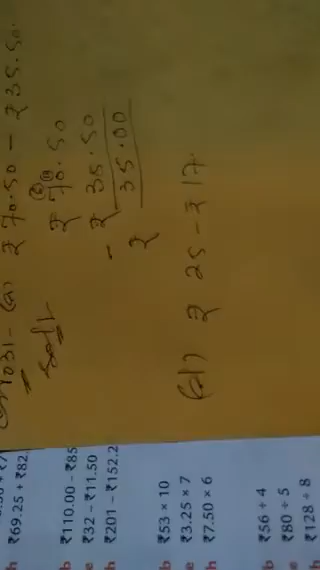 (a) ₹ 70.50 - ₹ 35.50
₹ 70.50
- ₹ 35.50
₹ 35.00
₹ 25 - ₹ 17.
h ₹69.25 + ₹82.
b ₹110.00 − ₹85
e ₹32 − ₹11.50
h ₹201 − ₹152.2
b ₹53 × 10
e ₹3.25 × 7
h ₹7.50 × 6
b ₹56 ÷ 4
e ₹80 ÷ 5
h ₹128 ÷ 8